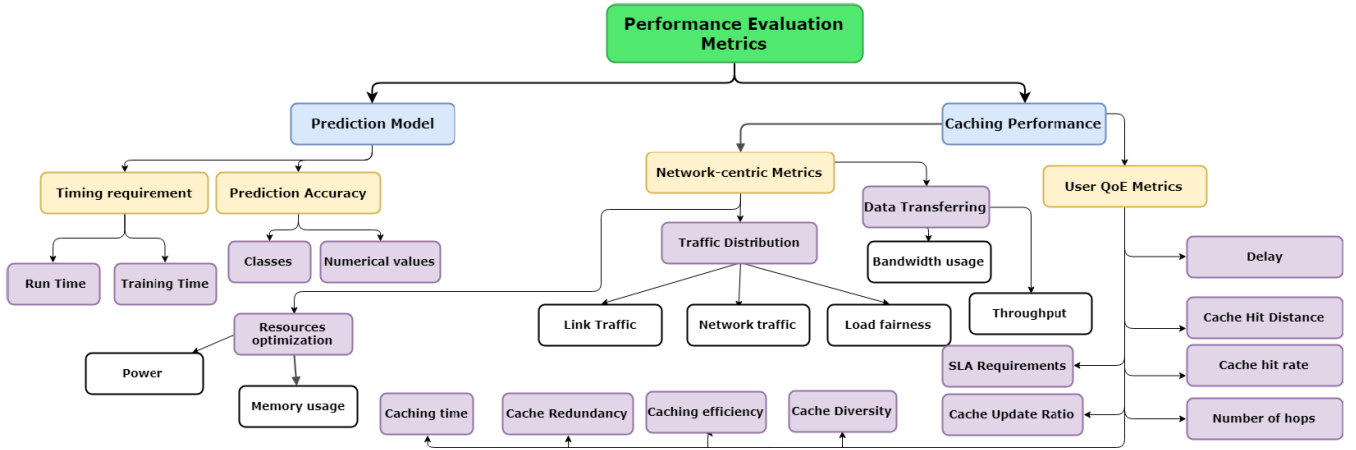 Performance Evaluation
Metrics
Prediction Model
Caching Performance
Timing requirement
Prediction Accuracy
Network-centric Metrics
User QoE Metrics
Data Transferring
Traffic Distribution
Classes
Numerical values
Bandwidth usage
Delay
Run Time
Training Time
Link Traffic
Network traffic
Load fairness
Throughput
Cache Hit Distance
Resources
optimization
Power
SLA Requirements
Cache hit rate
Memory usage
Caching time
Cache Redundancy
Caching efficiency
Cache Diversity
Cache Update Ratio
Number of hops